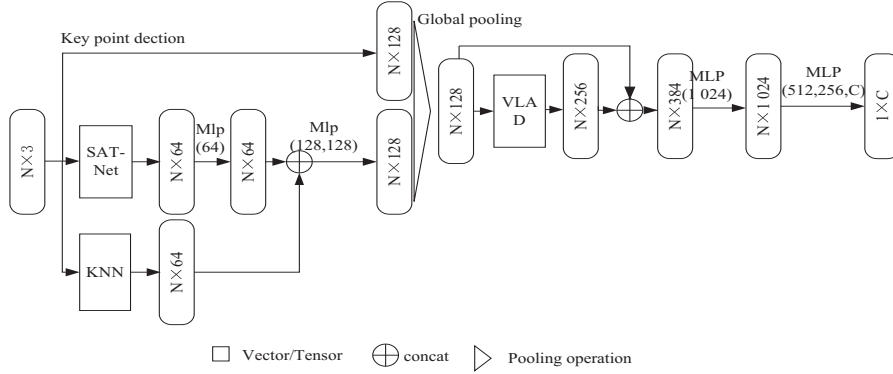 Key point dection
N×128
Global pooling
N×3
SAT-
Net
N×64
Mlp
(64)
N×64
Mlp
(128,128)
N×128
KNN
N×64
N×128
VLA
D
N×256
N×384
MLP
(1 024)
N×1 024
MLP
(512,256,C)
1×C
Vector/Tensor
concat
Pooling operation